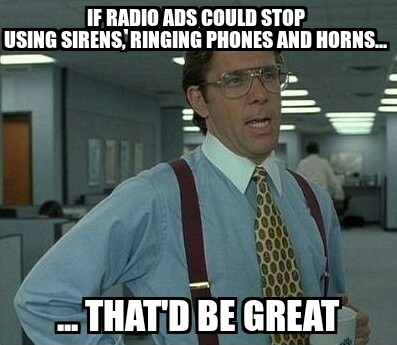 IF RADIO ADS COULD STOP
USING SIRENS, RINGING PHONES AND HORNS...
... THAT'D BE GREAT